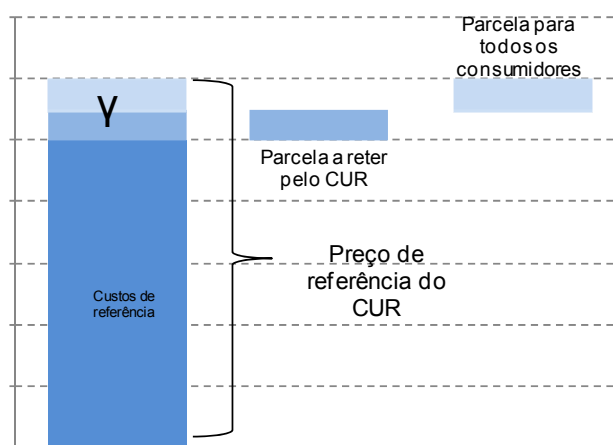 Parcela para
todos os
consumidores
γ
Parcela a reter
pelo CUR
Preço de
referência do
CUR
Custos de
referência